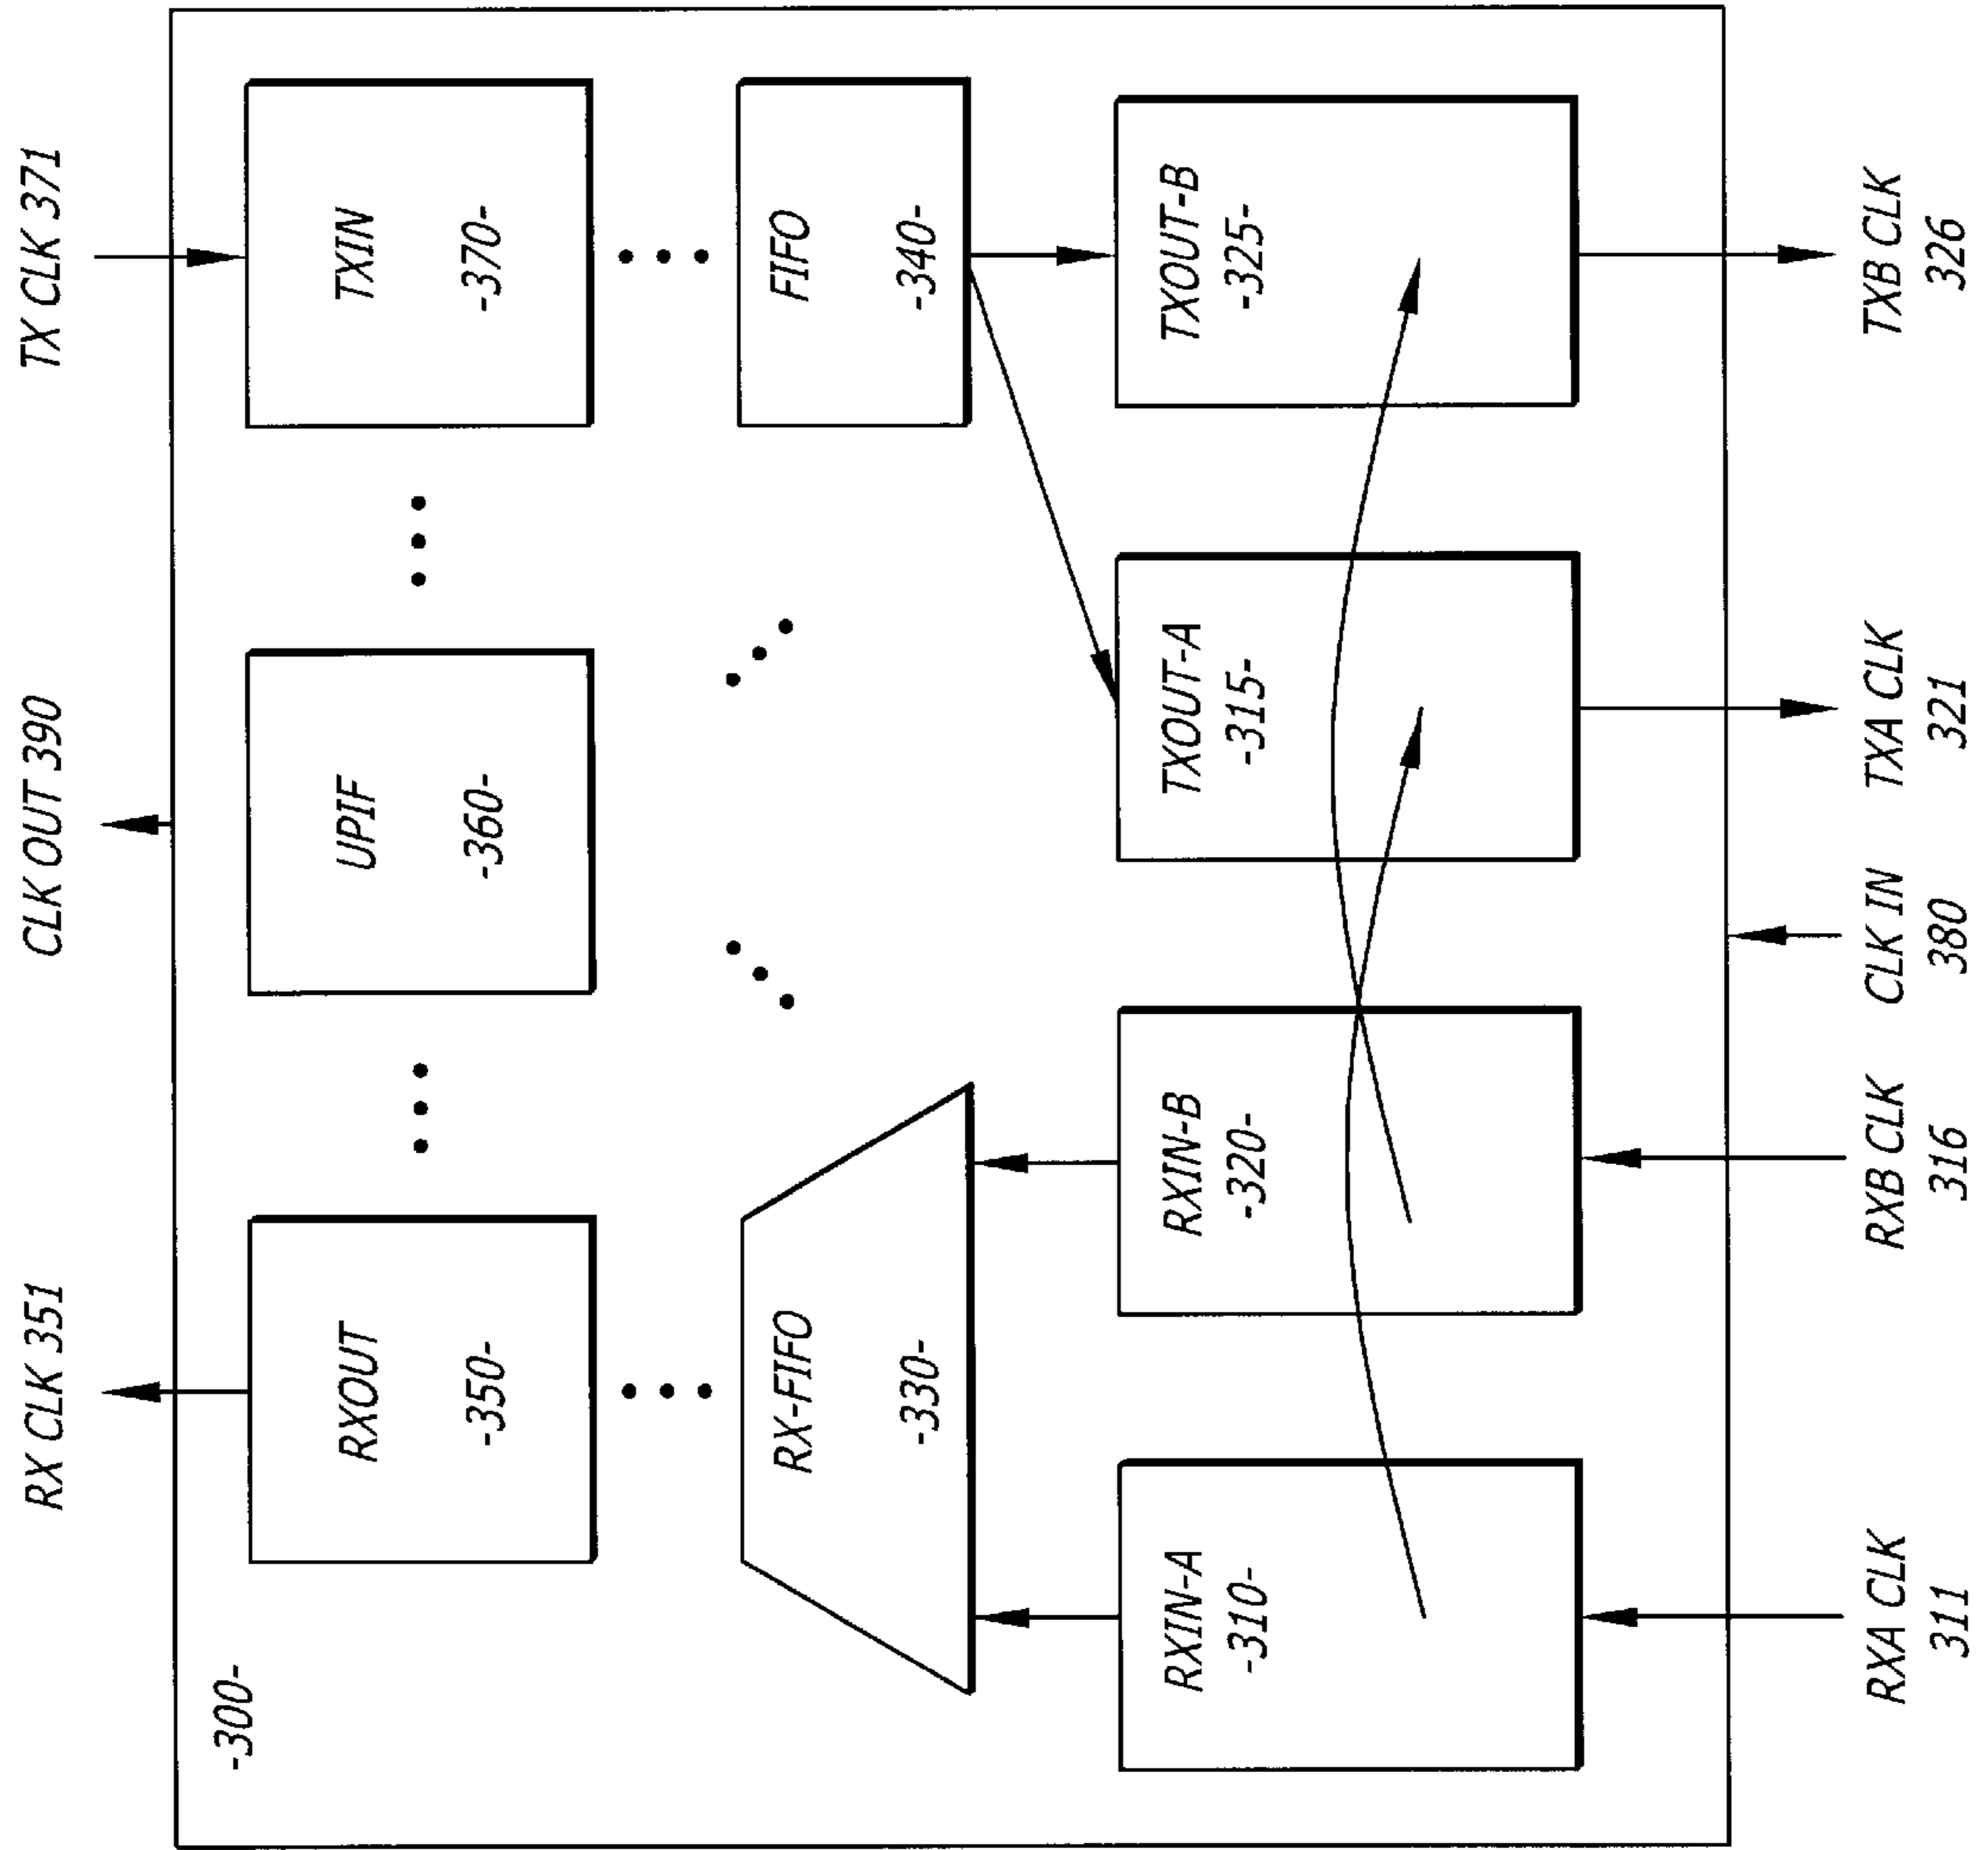 RX CLK 351
CLK OUT 390
TX CLK 371
-300-
RXOUT
-350-
UPIF
-360-
TXIN
-370-
RX-FIFO
-330-
FIFO
-340-
RXIN-A
-310-
RXIN-B
-320-
TXOUT-A
-315-
TXOUT-B
-325-
RXA CLK
311
RXB CLK
316
CLK IN
380
TXA CLK
321
TXB CLK
326